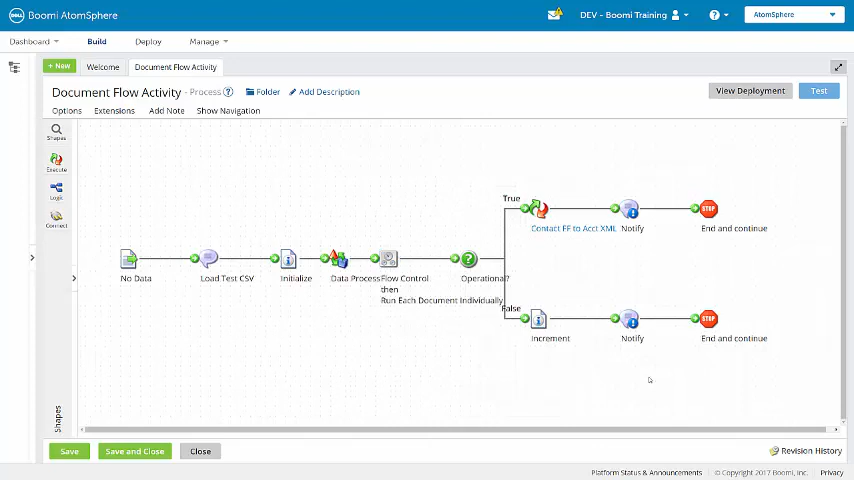 DELL Boomi AtomSphere
DEV - Boomi Training
AtomSphere
Dashboard Build Deploy Manage
+ New Welcome Document Flow Activity
Document Flow Activity - Process ? Folder Add Description
View Deployment Test
Options Extensions Add Note Show Navigation
Shapes
Execute
Logic
Connect
Shapes
True
Contact FF to Acct XML Notify End and continue
STOP
No Data Load Test CSV Initialize Data Process Flow Control
then
Run Each Document Individually
Operational?
False
Increment Notify End and continue
STOP
Save Save and Close Close
Revision History
Platform Status & Announcements © Copyright 2017 Boomi, Inc. Privacy